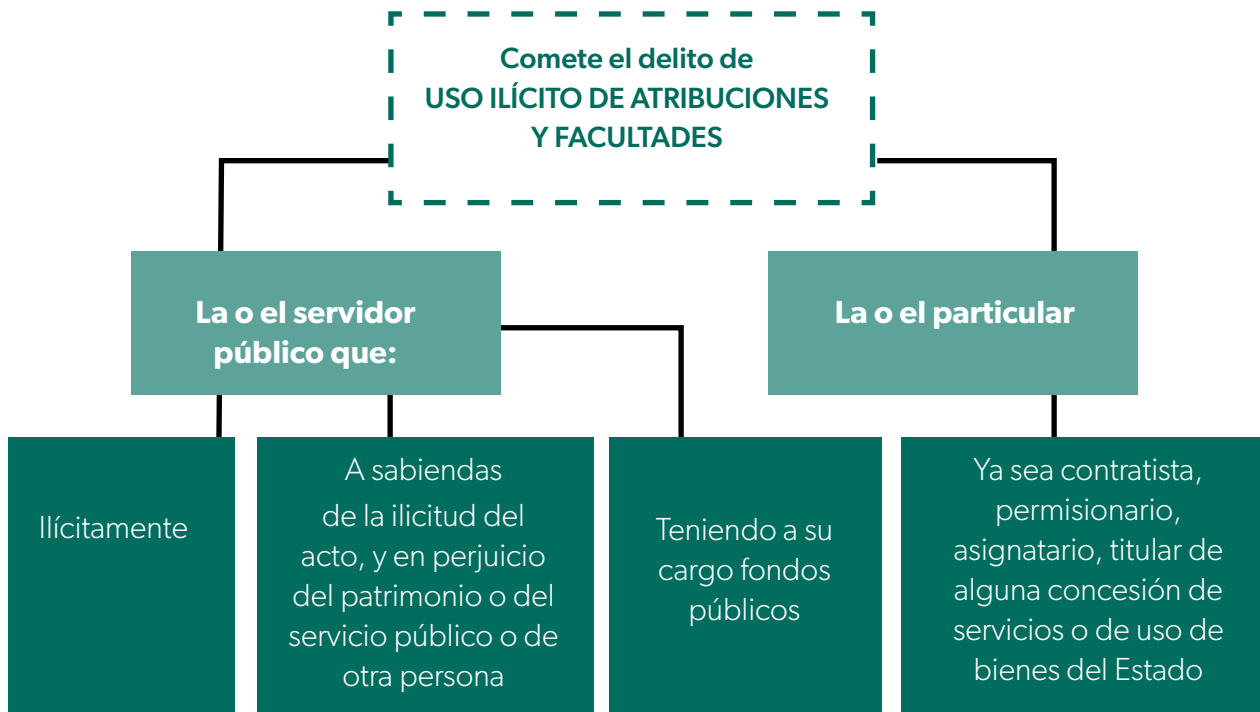 Comete el delito de
USO ILÍCITO DE ATRIBUCIONES
Y FACULTADES
La o el servidor
público que:
La o el particular
Ilícitamente
A sabiendas
de la ilicitud del
acto, y en perjuicio
del patrimonio o del
servicio público o de
otra persona
Teniendo a su
cargo fondos
públicos
Ya sea contratista,
permisionario,
asignatario, titular de
alguna concesión de
servicios o de uso de
bienes del Estado